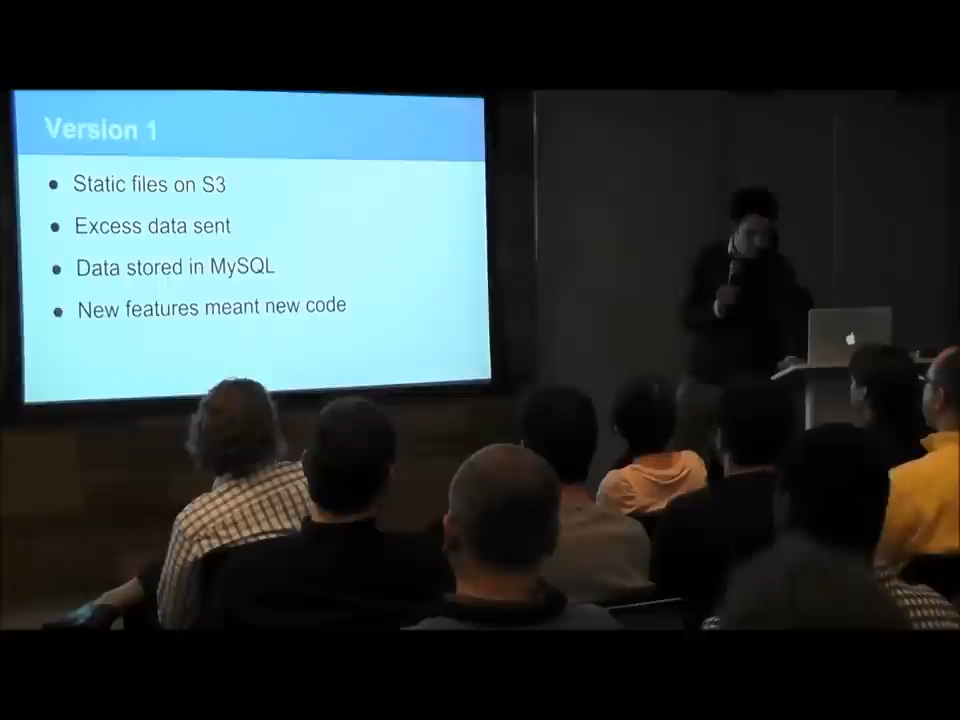 Version 1
• Static files on S3
• Excess data sent
• Data stored in MySQL
• New features meant new code